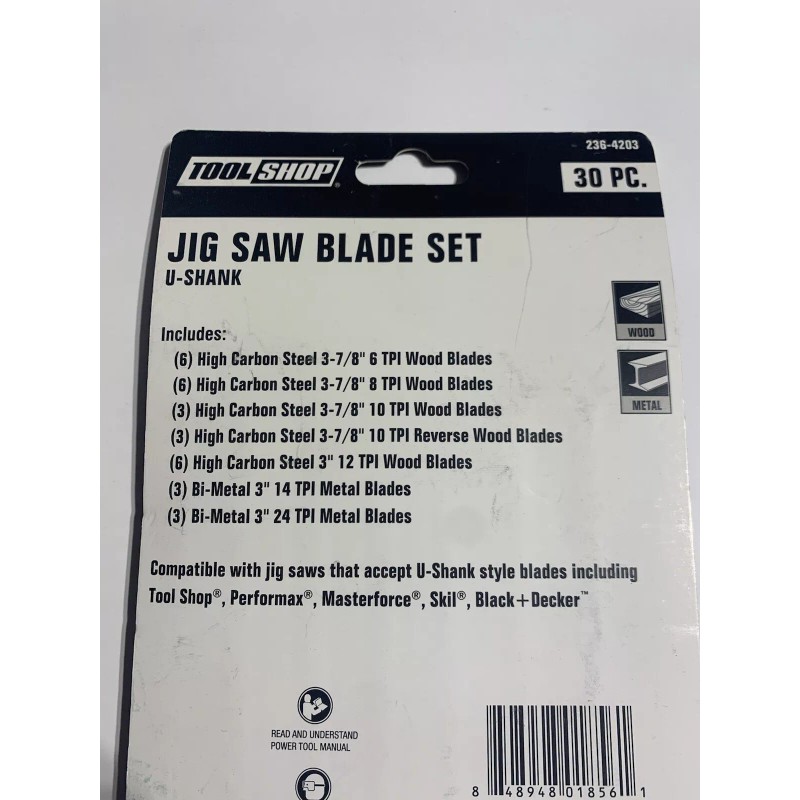 236-4203
TOOL SHOP®
30 PC.
JIG SAW BLADE SET
U-SHANK
WOOD
METAL
Includes:
(6) High Carbon Steel 3-7/8" 6 TPI Wood Blades
(6) High Carbon Steel 3-7/8" 8 TPI Wood Blades
(3) High Carbon Steel 3-7/8" 10 TPI Wood Blades
(3) High Carbon Steel 3-7/8" 10 TPI Reverse Wood Blades
(6) High Carbon Steel 3" 12 TPI Wood Blades
(3) Bi-Metal 3" 14 TPI Metal Blades
(3) Bi-Metal 3" 24 TPI Metal Blades
Compatible with jig saws that accept U-Shank style blades including
Tool Shop®, Performax®, Masterforce®, Skil®, Black+Decker™
READ AND UNDERSTAND
POWER TOOL MANUAL
8 48948 01856 1